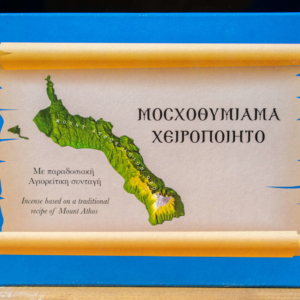 ΜΟΣΧΟΘΥΜΙΑΜΑ
ΧΕΙΡΟΠΟΙΗΤΟ
Με παραδοσιακή
Αγιορείτικη συνταγή
Incense based on a traditional
recipe of Mount Athos